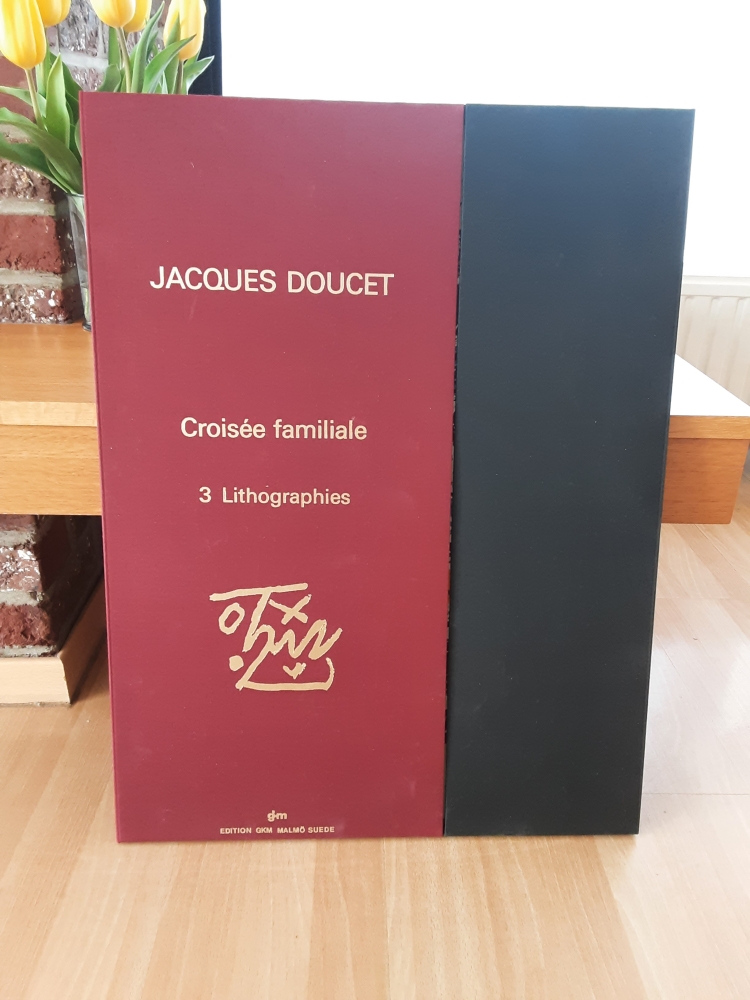 JACQUES DOUCET
Croisée familiale
3 Lithographies
gkm
EDITION GKM MALMÖ SUEDE